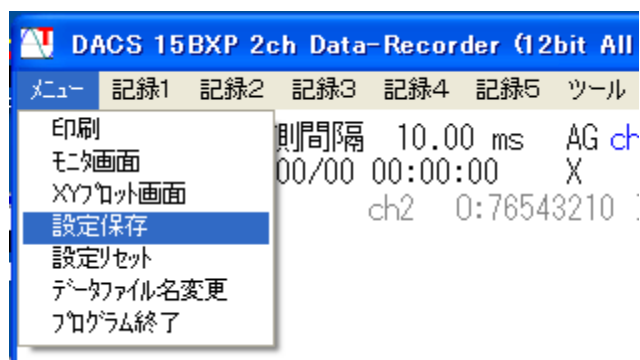 DACS 15BXP 2ch Data-Recorder (12bit All
ﾒﾆｭｰ 記録1 記録2 記録3 記録4 記録5 ツール
印刷
ﾓﾆﾀ画面
XYﾌﾟﾛｯﾄ画面
設定保存
設定ﾘｾｯﾄ
ﾃﾞｰﾀﾌｧｲﾙ名変更
ﾌﾟﾛｸﾞﾗﾑ終了
測間隔 10.00 ms AG ch
00/00 00:00:00 X
ch2 0:76543210